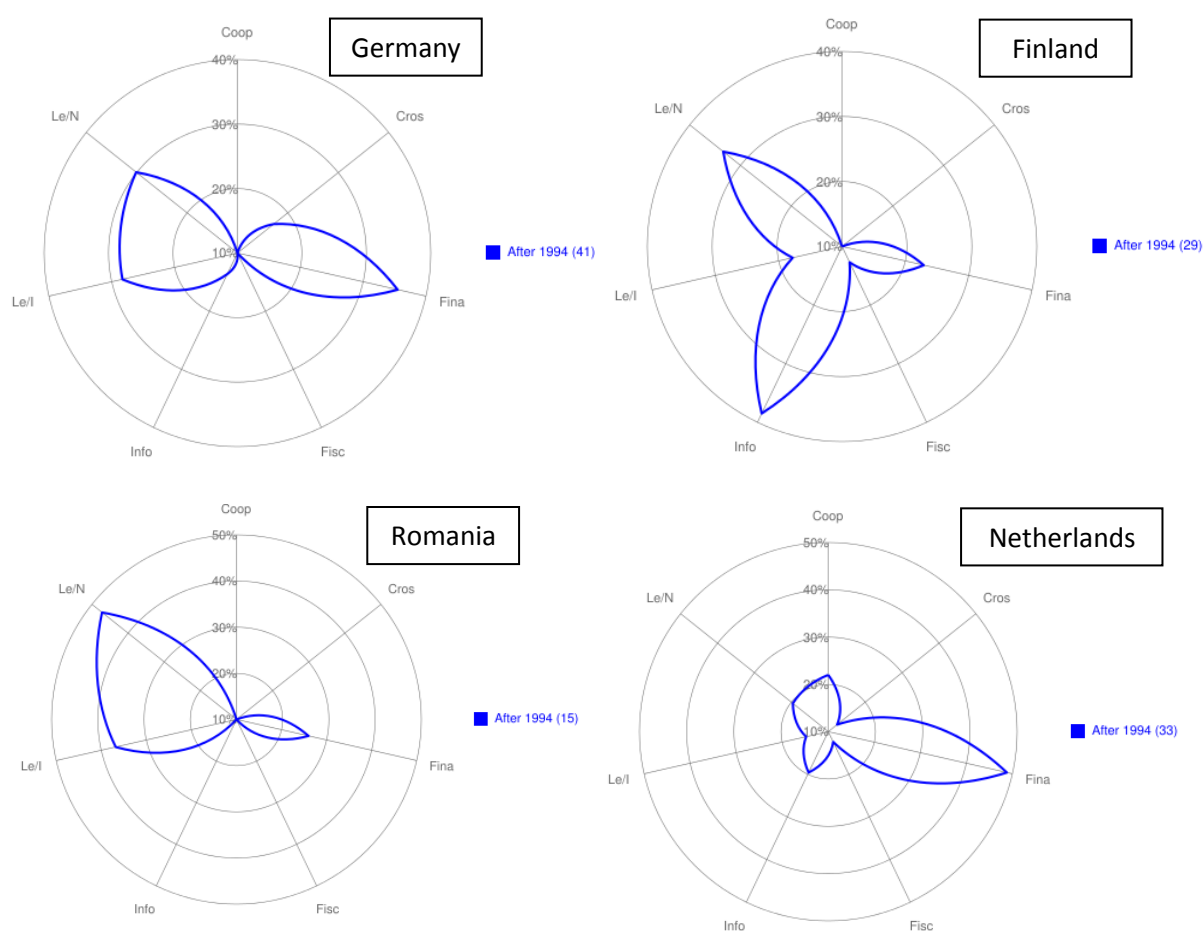 Germany
Coop
40%
Cros
Le/N
30%
20%
10%
After 1994 (41)
Le/I
Fina
Info
Fisc
Finland
Coop
40%
Cros
Le/N
30%
20%
10%
After 1994 (29)
Le/I
Fina
Info
Fisc
Romania
Coop
50%
Cros
Le/N
40%
30%
20%
10%
After 1994 (15)
Le/I
Fina
Info
Fisc
Netherlands
Coop
50%
Cros
Le/N
40%
30%
20%
10%
After 1994 (33)
Le/I
Fina
Info
Fisc